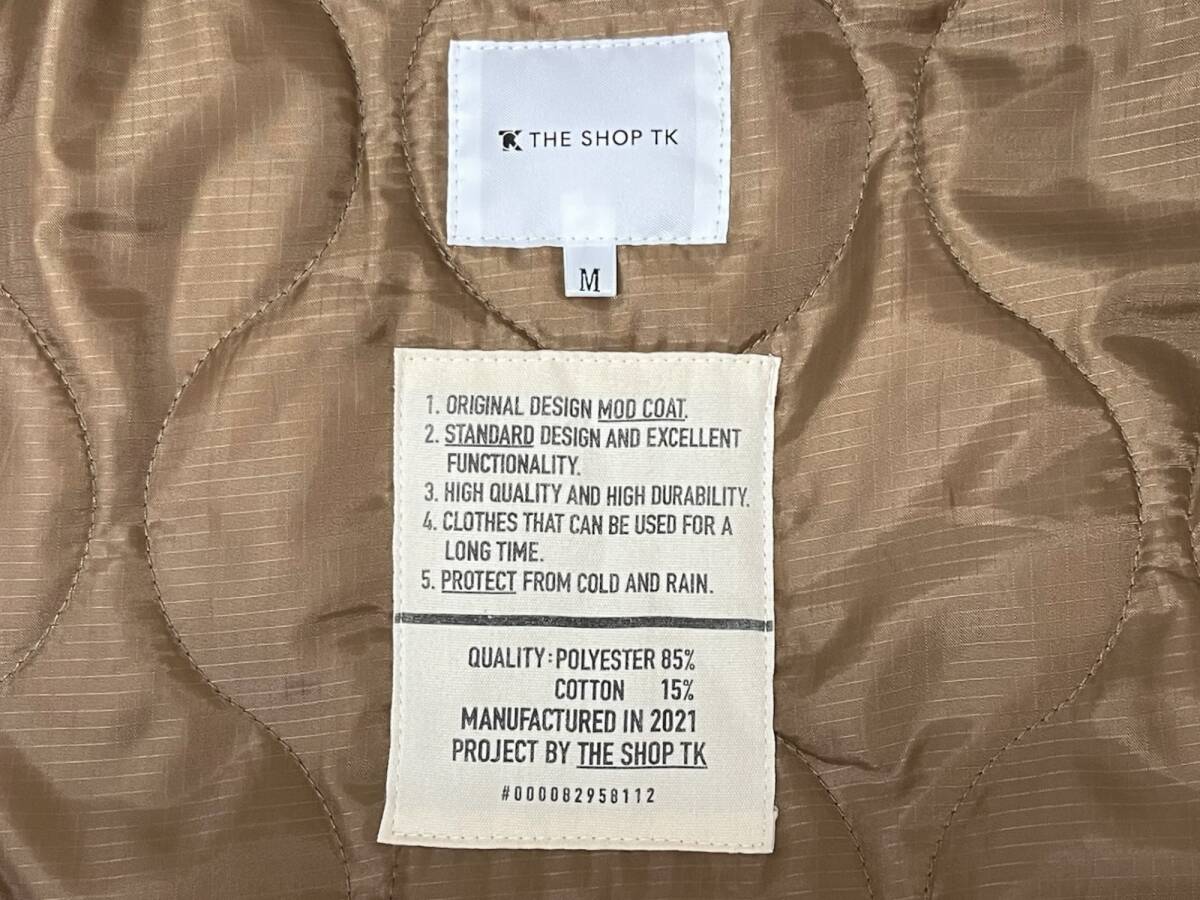 THE SHOP TK
M
1. ORIGINAL DESIGN MOD COAT.
2. STANDARD DESIGN AND EXCELLENT
FUNCTIONALITY.
3. HIGH QUALITY AND HIGH DURABILITY.
4. CLOTHES THAT CAN BE USED FOR A
LONG TIME.
5. PROTECT FROM COLD AND RAIN.
QUALITY: POLYESTER 85%
COTTON 15%
MANUFACTURED IN 2021
PROJECT BY THE SHOP TK
#000082958112